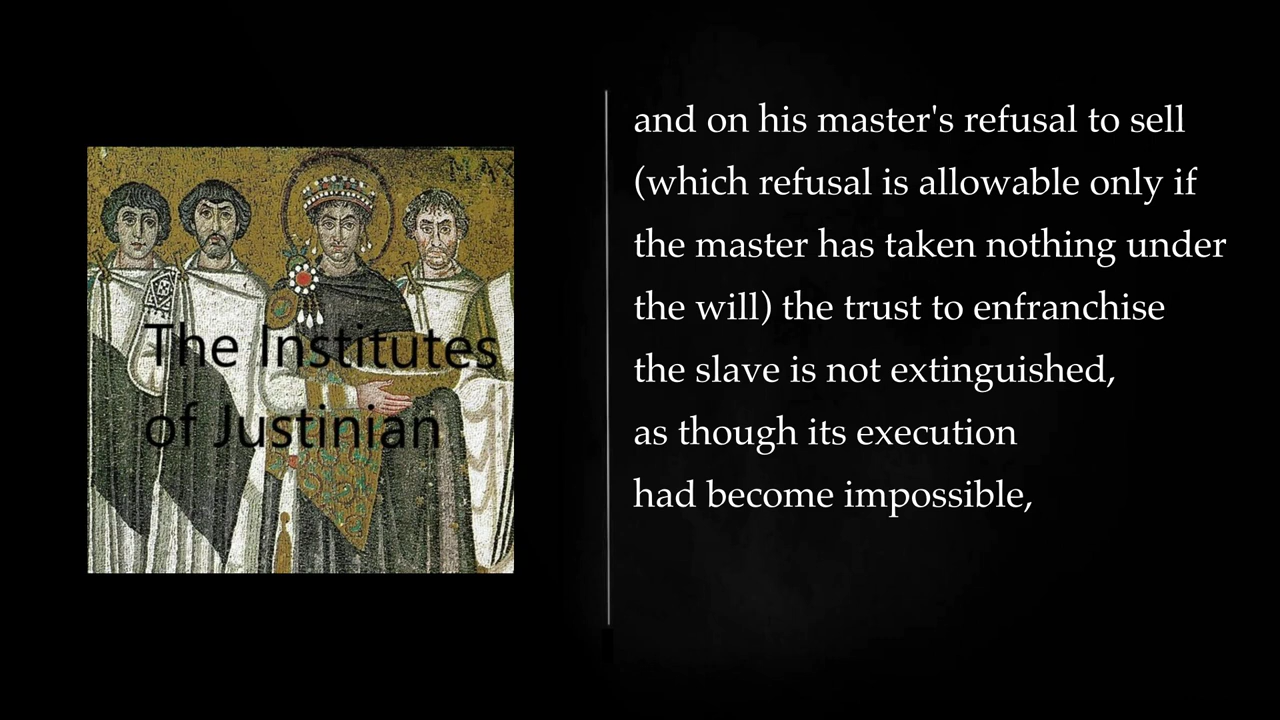 MAX
The Institutes
of Justinian
and on his master's refusal to sell
(which refusal is allowable only if
the master has taken nothing under
the will) the trust to enfranchise
the slave is not extinguished,
as though its execution
had become impossible,